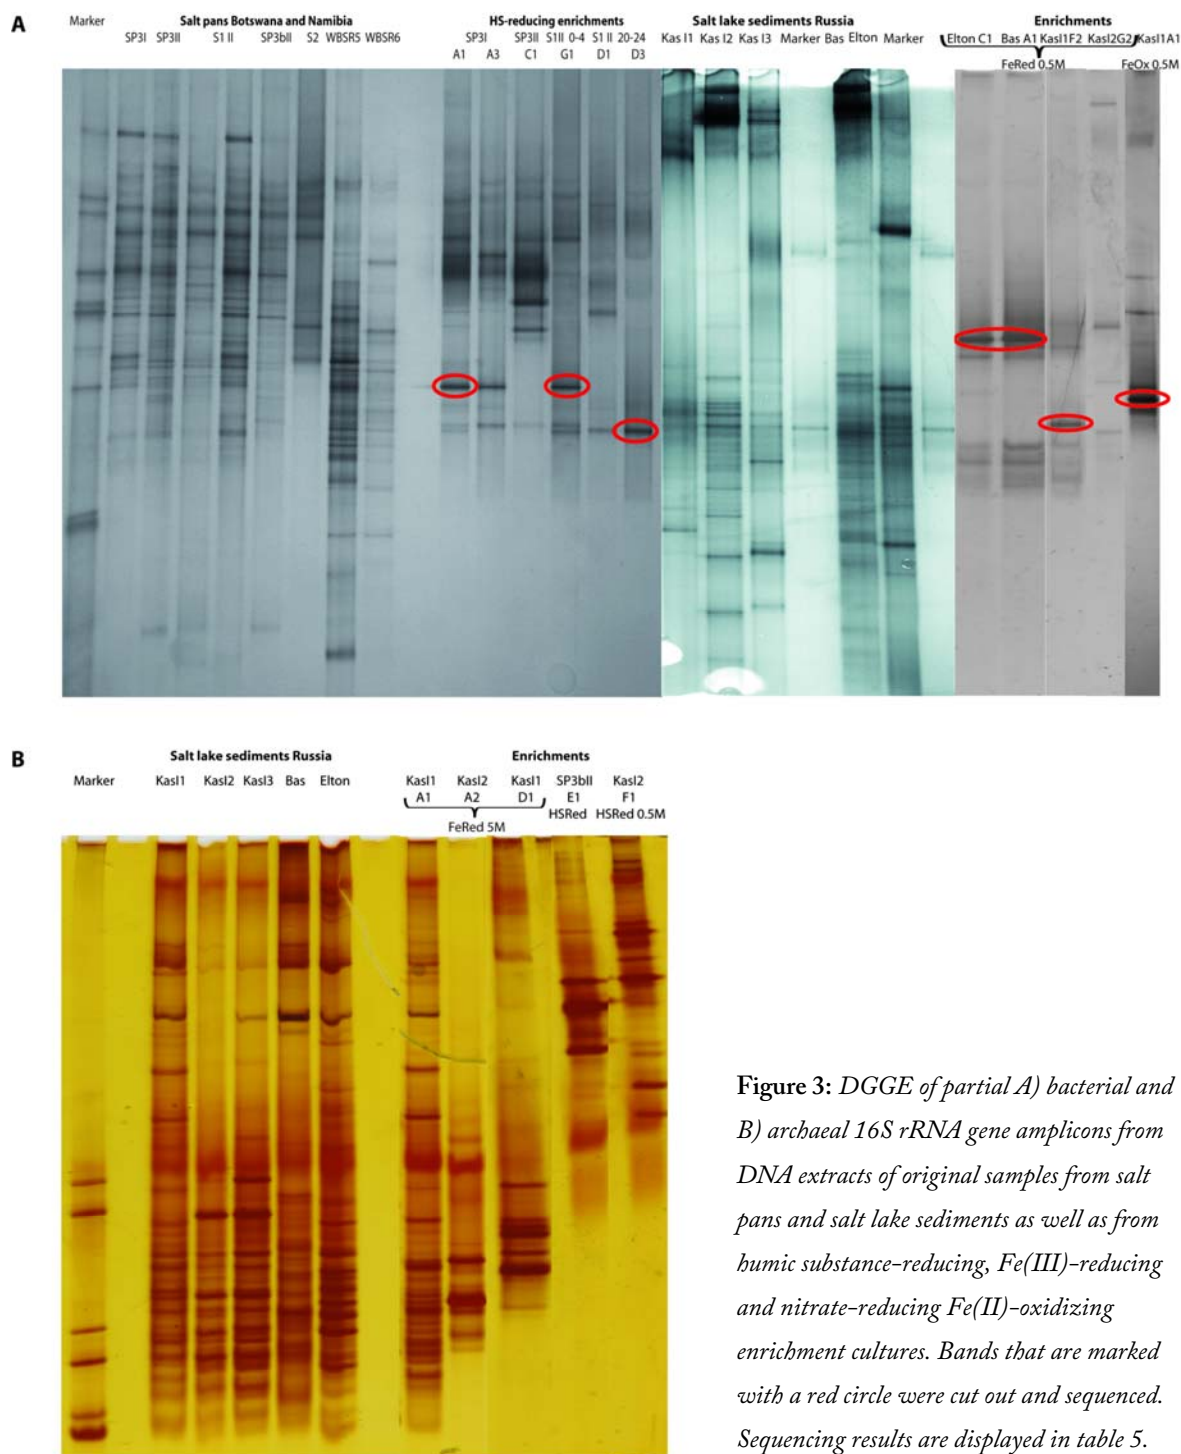 A
Marker Salt pans Botswana and Namibia HS-reducing enrichments Salt lake sediments Russia Enrichments
SP3I SP3II S1 II SP3bII S2 WBSR5 WBSR6 SP3I SP3II S1II 0-4 S1 II 20-24 Kas I1 Kas I2 Kas I3 Marker Bas Elton Marker Elton C1 Bas A1 KasI1F2 KasI2G2 KasI1A1
A1 A3 C1 G1 D1 D3 FeRed 0.5M FeOx 0.5M
B
Salt lake sediments Russia Enrichments
Marker KasI1 KasI2 KasI3 Bas Elton KasI1 KasI2 KasI1 SP3bII KasI2
A1 A2 D1 E1 F1
FeRed 5M HSRed HSRed 0.5M
Figure 3: DGGE of partial A) bacterial and
B) archaeal 16S rRNA gene amplicons from
DNA extracts of original samples from salt
pans and salt lake sediments as well as from
humic substance-reducing, Fe(III)-reducing
and nitrate-reducing Fe(II)-oxidizing
enrichment cultures. Bands that are marked
with a red circle were cut out and sequenced.
Sequencing results are displayed in table 5.